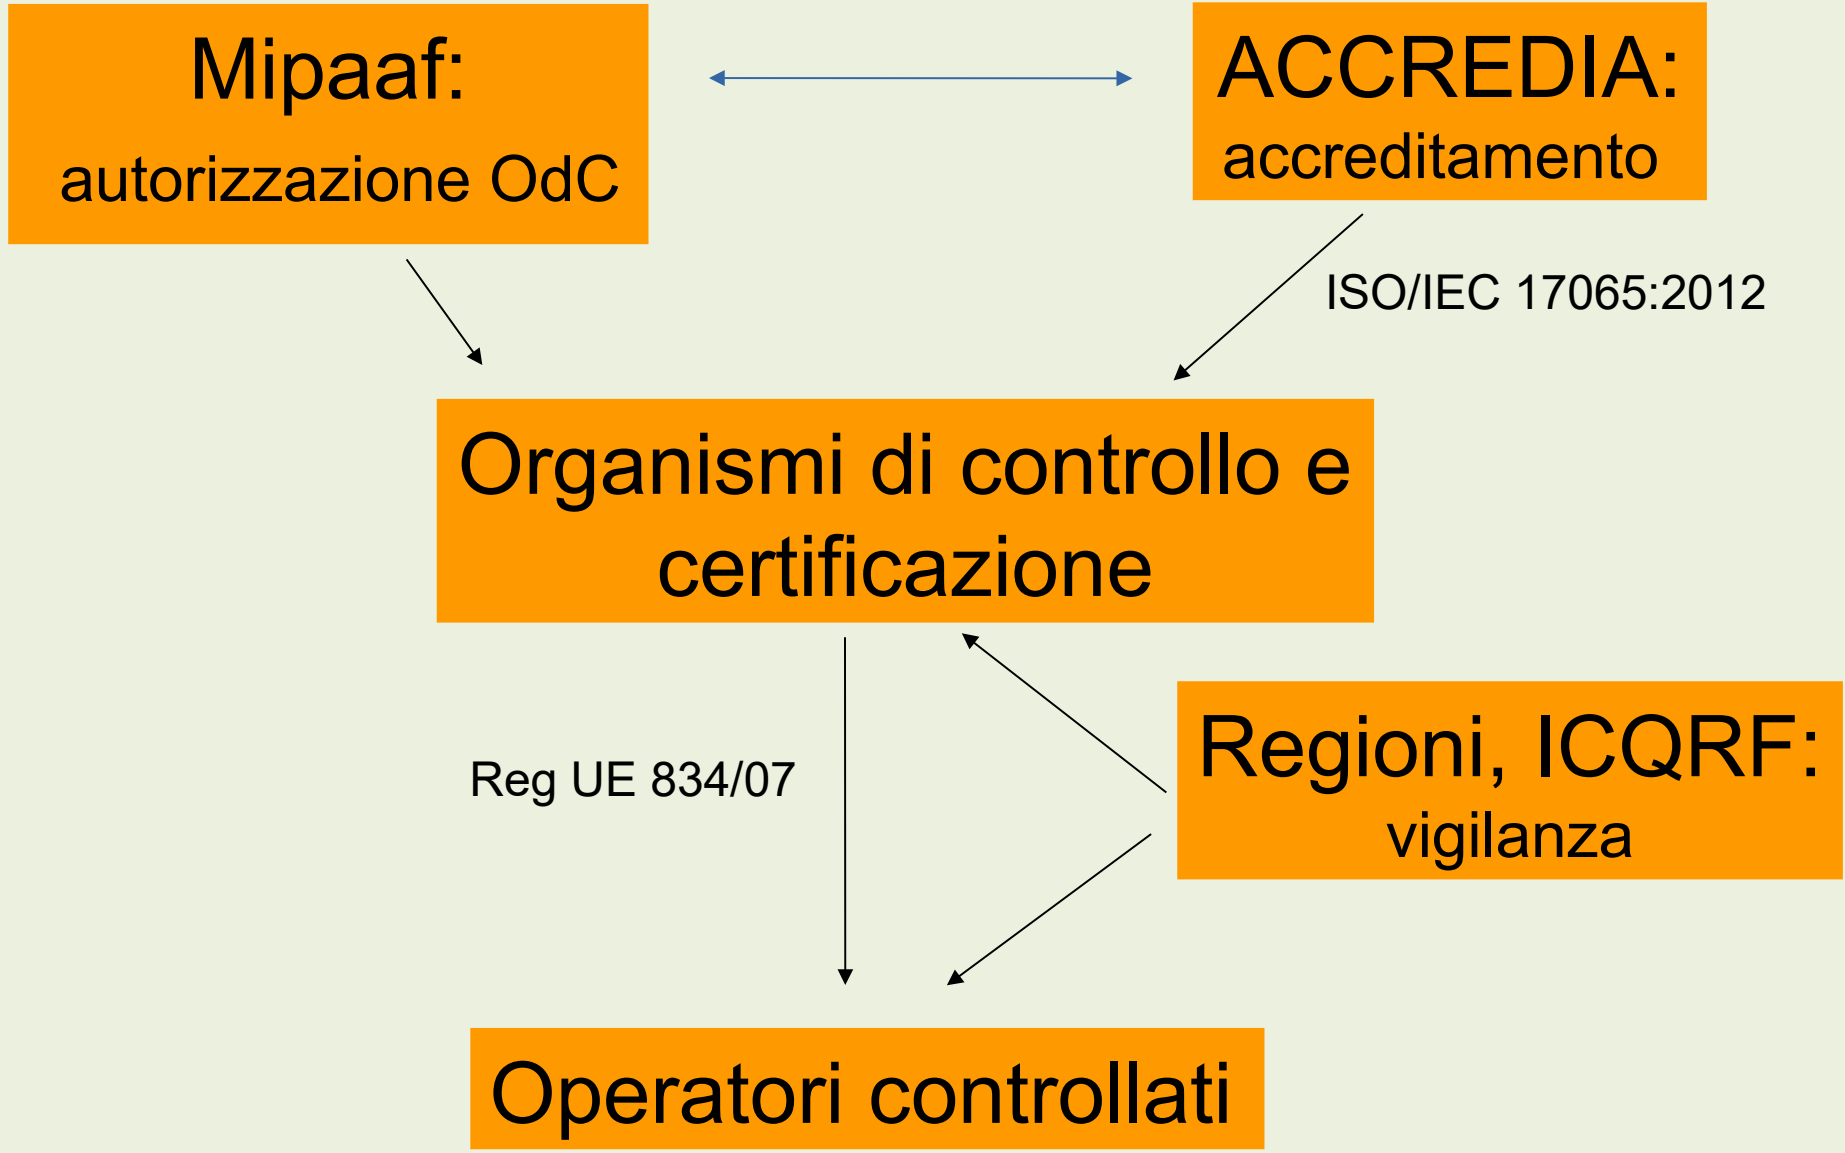 Mipaaf:
autorizzazione OdC
ACCREDIA:
accreditamento
ISO/IEC 17065:2012
Organismi di controllo e
certificazione
Regioni, ICQRF:
vigilanza
Reg UE 834/07
Operatori controllati